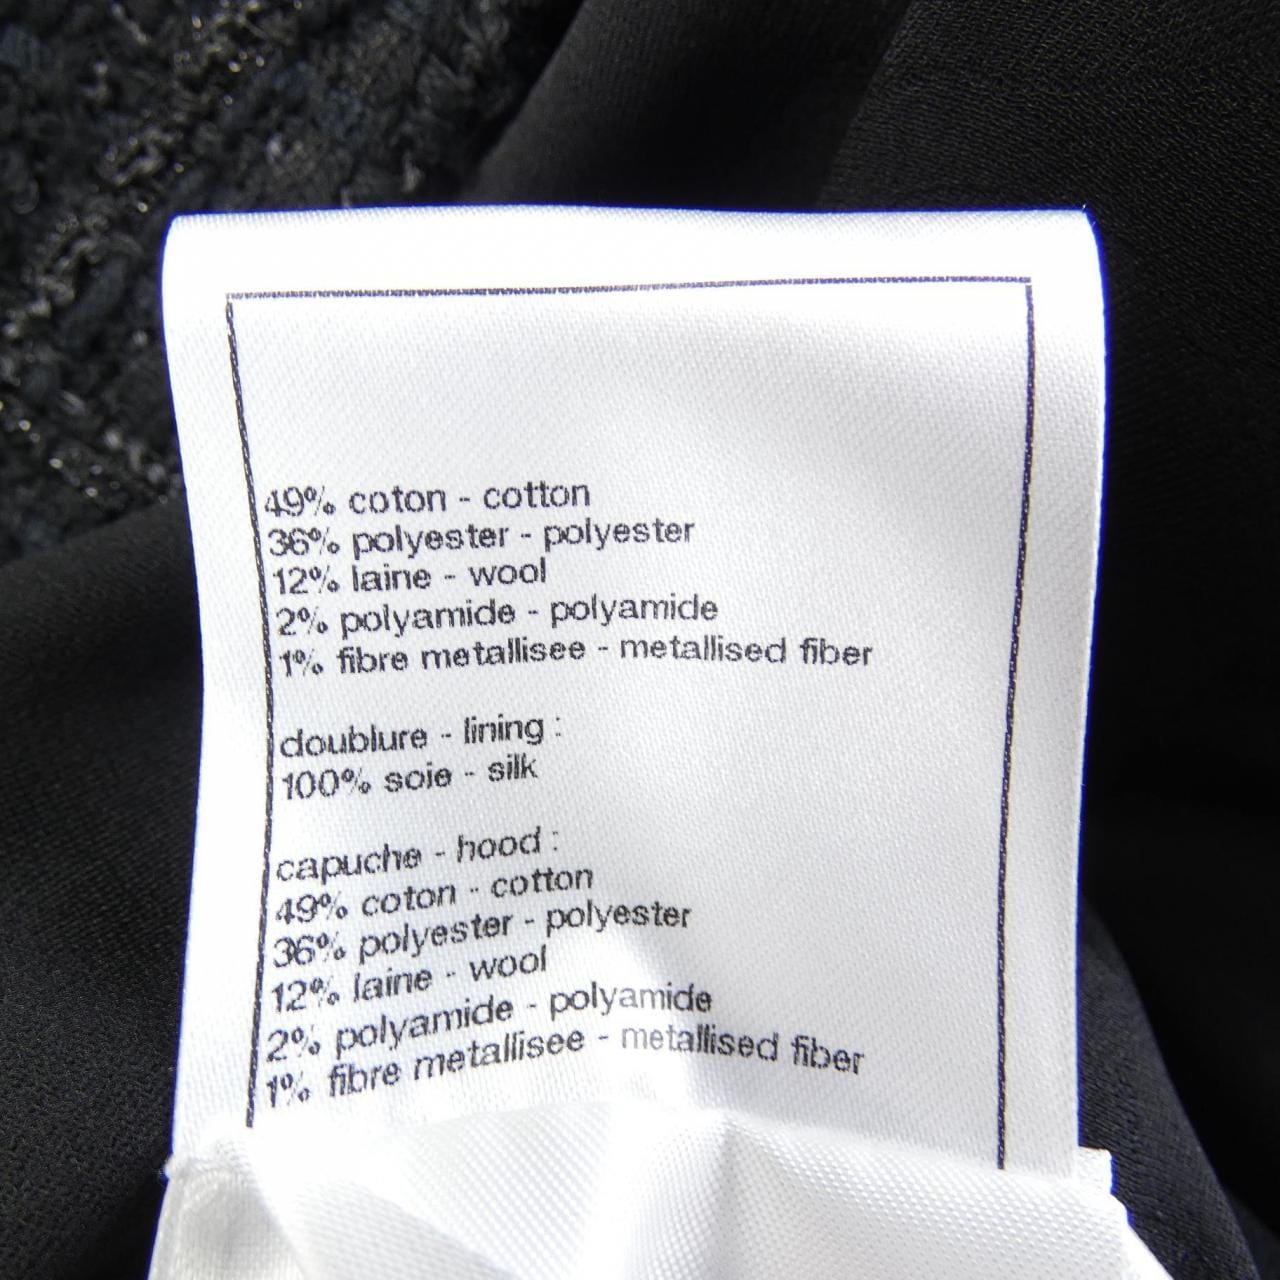 49% coton - cotton
36% polyester - polyester
12% laine - wool
2% polyamide - polyamide
1% fibre metallisee - metallised fiber
doublure - lining :
100% soie - silk
capuche - hood :
49% coton - cotton
36% polyester - polyester
12% laine - wool
2% polyamide - polyamide
1% fibre metallisee - metallised fiber